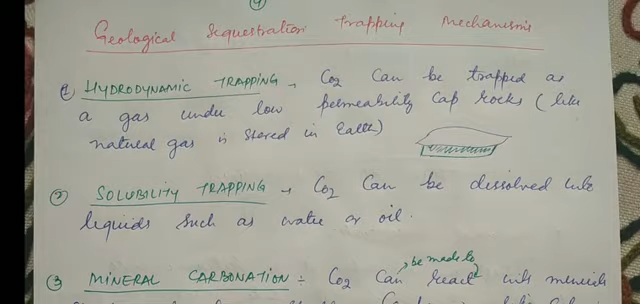 4
Geological Sequestration Trapping Mechanisms
① HYDRODYNAMIC TRAPPING → CO2 Can be trapped as
a gas under low permeability Cap Rocks (like
natural gas is stored in Earth)
② SOLUBILITY TRAPPING → CO2 Can be dissolved into
liquids such as water or oil.
be made to
③ MINERAL CARBONATION :- CO2 Can react with minerals